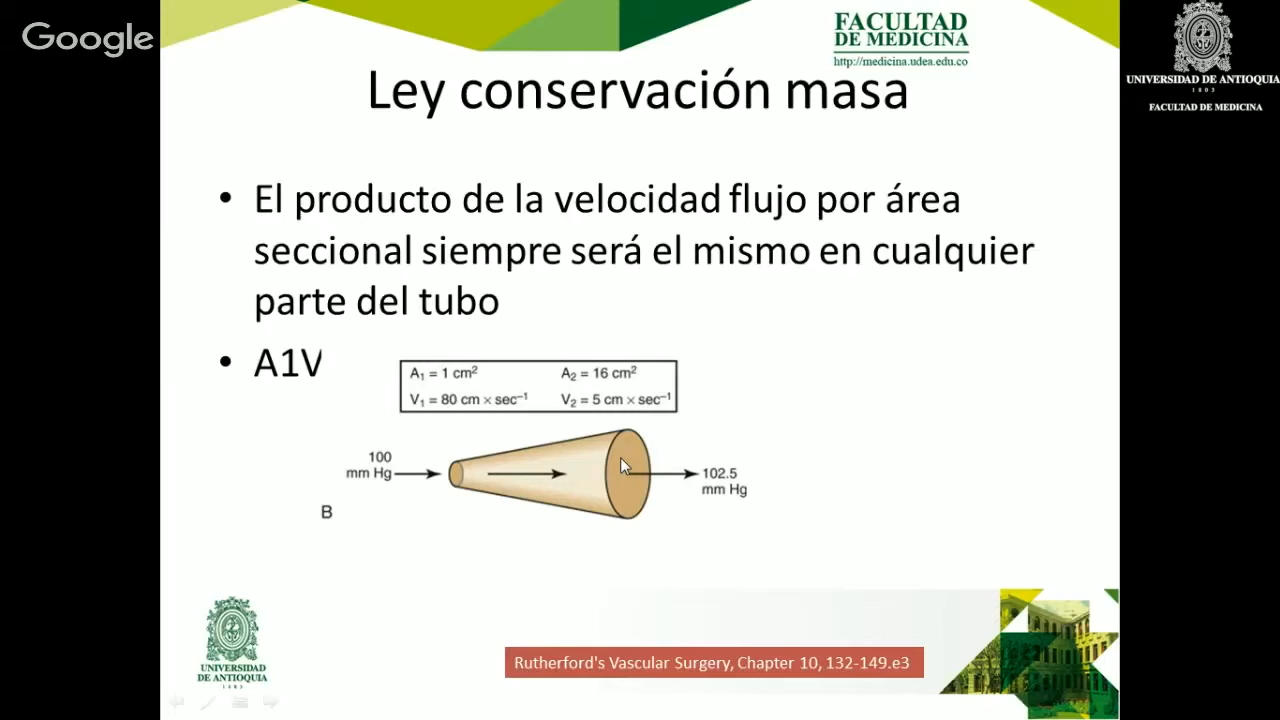 Google
FACULTAD
DE MEDICINA
http://medicina.udea.edu.co
UNIVERSIDAD DE ANTIOQUIA
1803
FACULTAD DE MEDICINA
Ley conservación masa
• El producto de la velocidad flujo por área
seccional siempre será el mismo en cualquier
parte del tubo
• A1V
A₁ = 1 cm² A₂ = 16 cm²
V₁ = 80 cm × sec⁻¹ V₂ = 5 cm × sec⁻¹
100
mm Hg
102.5
mm Hg
B
UNIVERSIDAD
DE ANTIOQUIA
1803
Rutherford's Vascular Surgery, Chapter 10, 132-149.e3